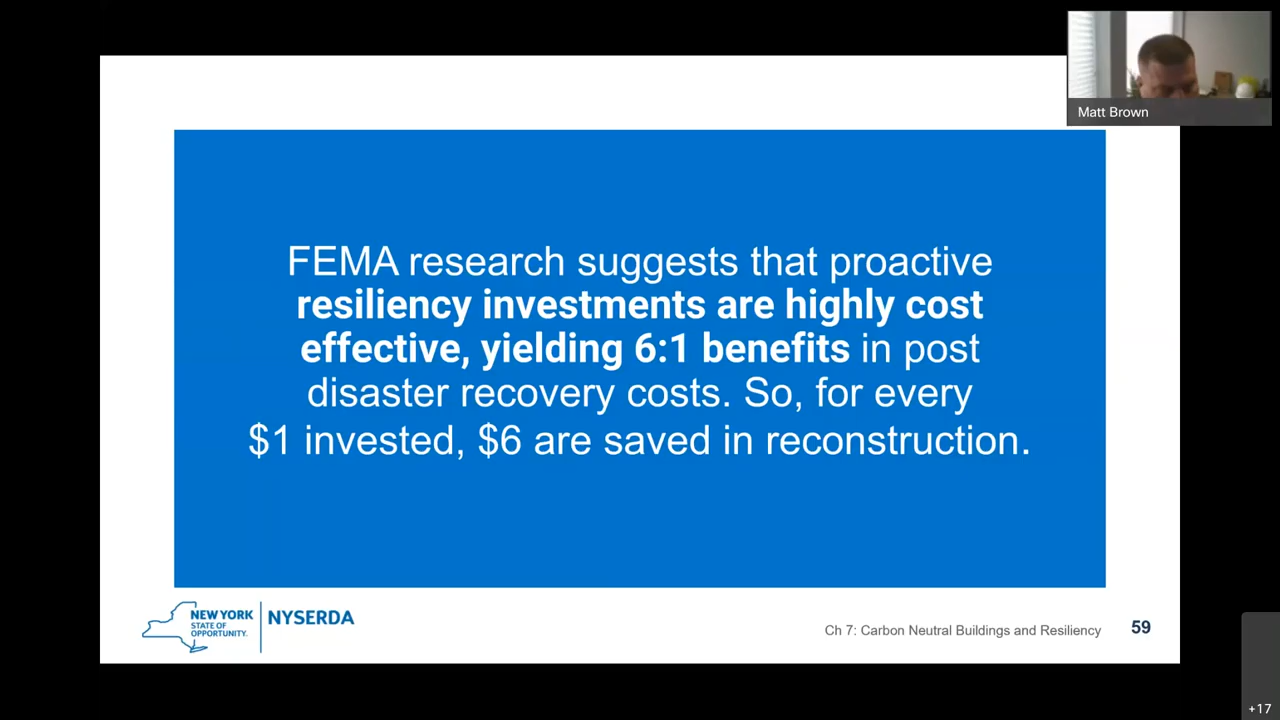 Matt Brown
FEMA research suggests that proactive
resiliency investments are highly cost
effective, yielding 6:1 benefits in post
disaster recovery costs. So, for every
$1 invested, $6 are saved in reconstruction.
NEW YORK
STATE OF
OPPORTUNITY.
NYSERDA
Ch 7: Carbon Neutral Buildings and Resiliency
59
+17